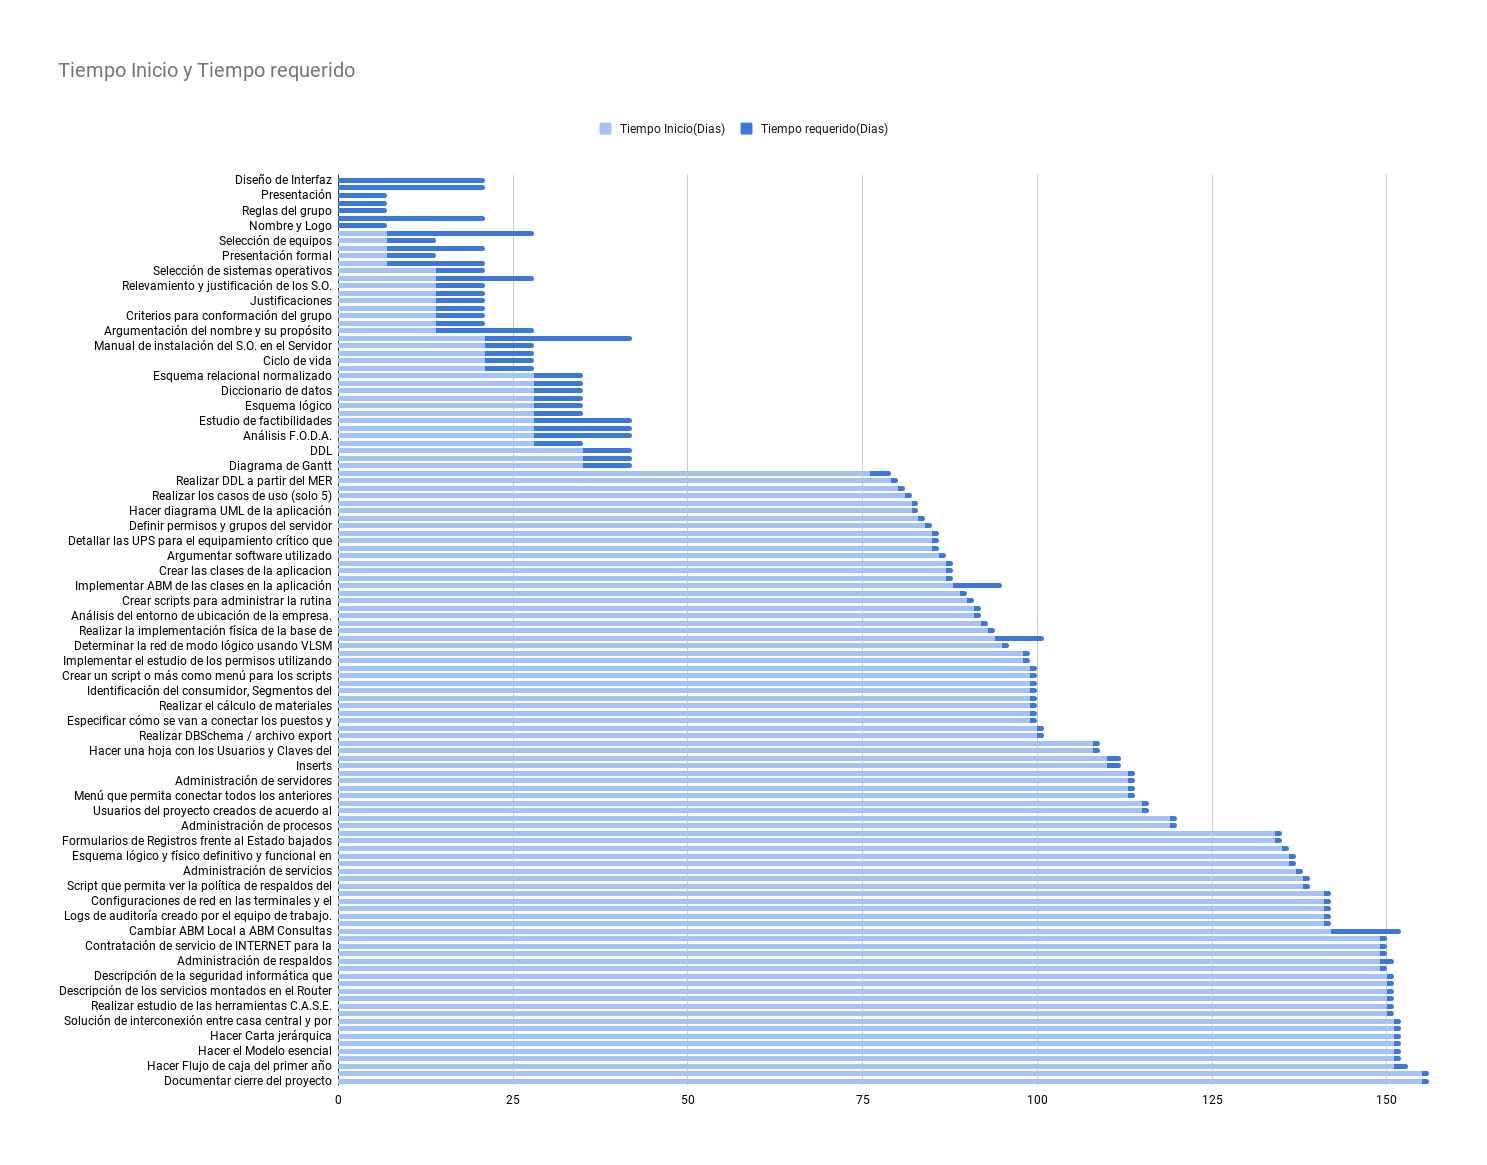 Tiempo Inicio y Tiempo requerido
Tiempo Inicio(Dias) Tiempo requerido(Dias)
Diseño de Interfaz
Presentación
Reglas del grupo
Nombre y Logo
Selección de equipos
Presentación formal
Selección de sistemas operativos
Relevamiento y justificación de los S.O.
Justificaciones
Criterios para conformación del grupo
Argumentación del nombre y su propósito
Manual de instalación del S.O. en el Servidor
Ciclo de vida
Esquema relacional normalizado
Diccionario de datos
Esquema lógico
Estudio de factibilidades
Análisis F.O.D.A.
DDL
Diagrama de Gantt
Realizar DDL a partir del MER
Realizar los casos de uso (solo 5)
Hacer diagrama UML de la aplicación
Definir permisos y grupos del servidor
Detallar las UPS para el equipamiento crítico que
Argumentar software utilizado
Crear las clases de la aplicacion
Implementar ABM de las clases en la aplicación
Crear scripts para administrar la rutina
Análisis del entorno de ubicación de la empresa.
Realizar la implementación física de la base de
Determinar la red de modo lógico usando VLSM
Implementar el estudio de los permisos utilizando
Crear un script o más como menú para los scripts
Identificación del consumidor, Segmentos del
Realizar el cálculo de materiales
Especificar cómo se van a conectar los puestos y
Realizar DBSchema / archivo export
Hacer una hoja con los Usuarios y Claves del
Inserts
Administración de servidores
Menú que permita conectar todos los anteriores
Usuarios del proyecto creados de acuerdo al
Administración de procesos
Formularios de Registros frente al Estado bajados
Esquema lógico y físico definitivo y funcional en
Administración de servicios
Script que permita ver la política de respaldos del
Configuraciones de red en las terminales y el
Logs de auditoría creado por el equipo de trabajo.
Cambiar ABM Local a ABM Consultas
Contratación de servicio de INTERNET para la
Administración de respaldos
Descripción de la seguridad informática que
Descripción de los servicios montados en el Router
Realizar estudio de las herramientas C.A.S.E.
Solución de interconexión entre casa central y por
Hacer Carta jerárquica
Hacer el Modelo esencial
Hacer Flujo de caja del primer año
Documentar cierre del proyecto
0 25 50 75 100 125 150